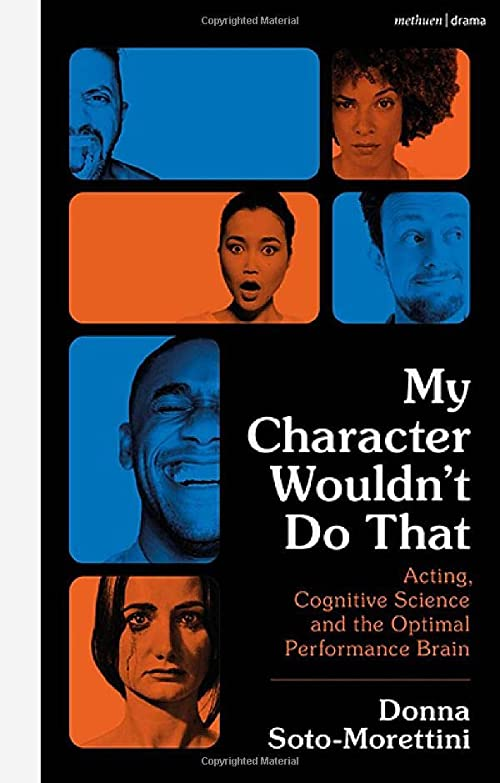 Copyrighted Material
methuen | drama
My
Character
Wouldn't
Do That
Acting,
Cognitive Science
and the Optimal
Performance Brain
Donna
Soto-Morettini
Copyrighted Material